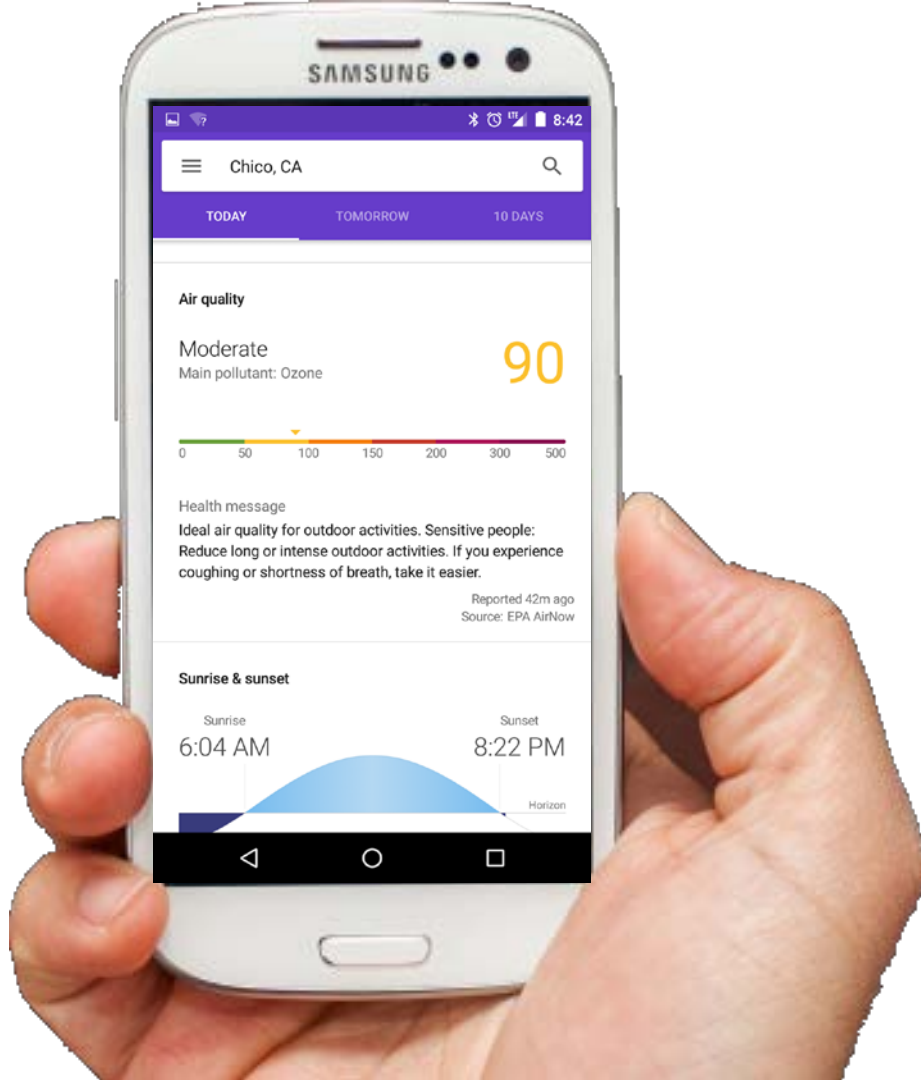 SAMSUNG
LTE 8:42
Chico, CA
TODAY TOMORROW 10 DAYS
Air quality
Moderate 90
Main pollutant: Ozone
0 50 100 150 200 300 500
Health message
Ideal air quality for outdoor activities. Sensitive people:
Reduce long or intense outdoor activities. If you experience
coughing or shortness of breath, take it easier.
Reported 42m ago
Source: EPA AirNow
Sunrise & sunset
Sunrise Sunset
6:04 AM 8:22 PM
Horizon